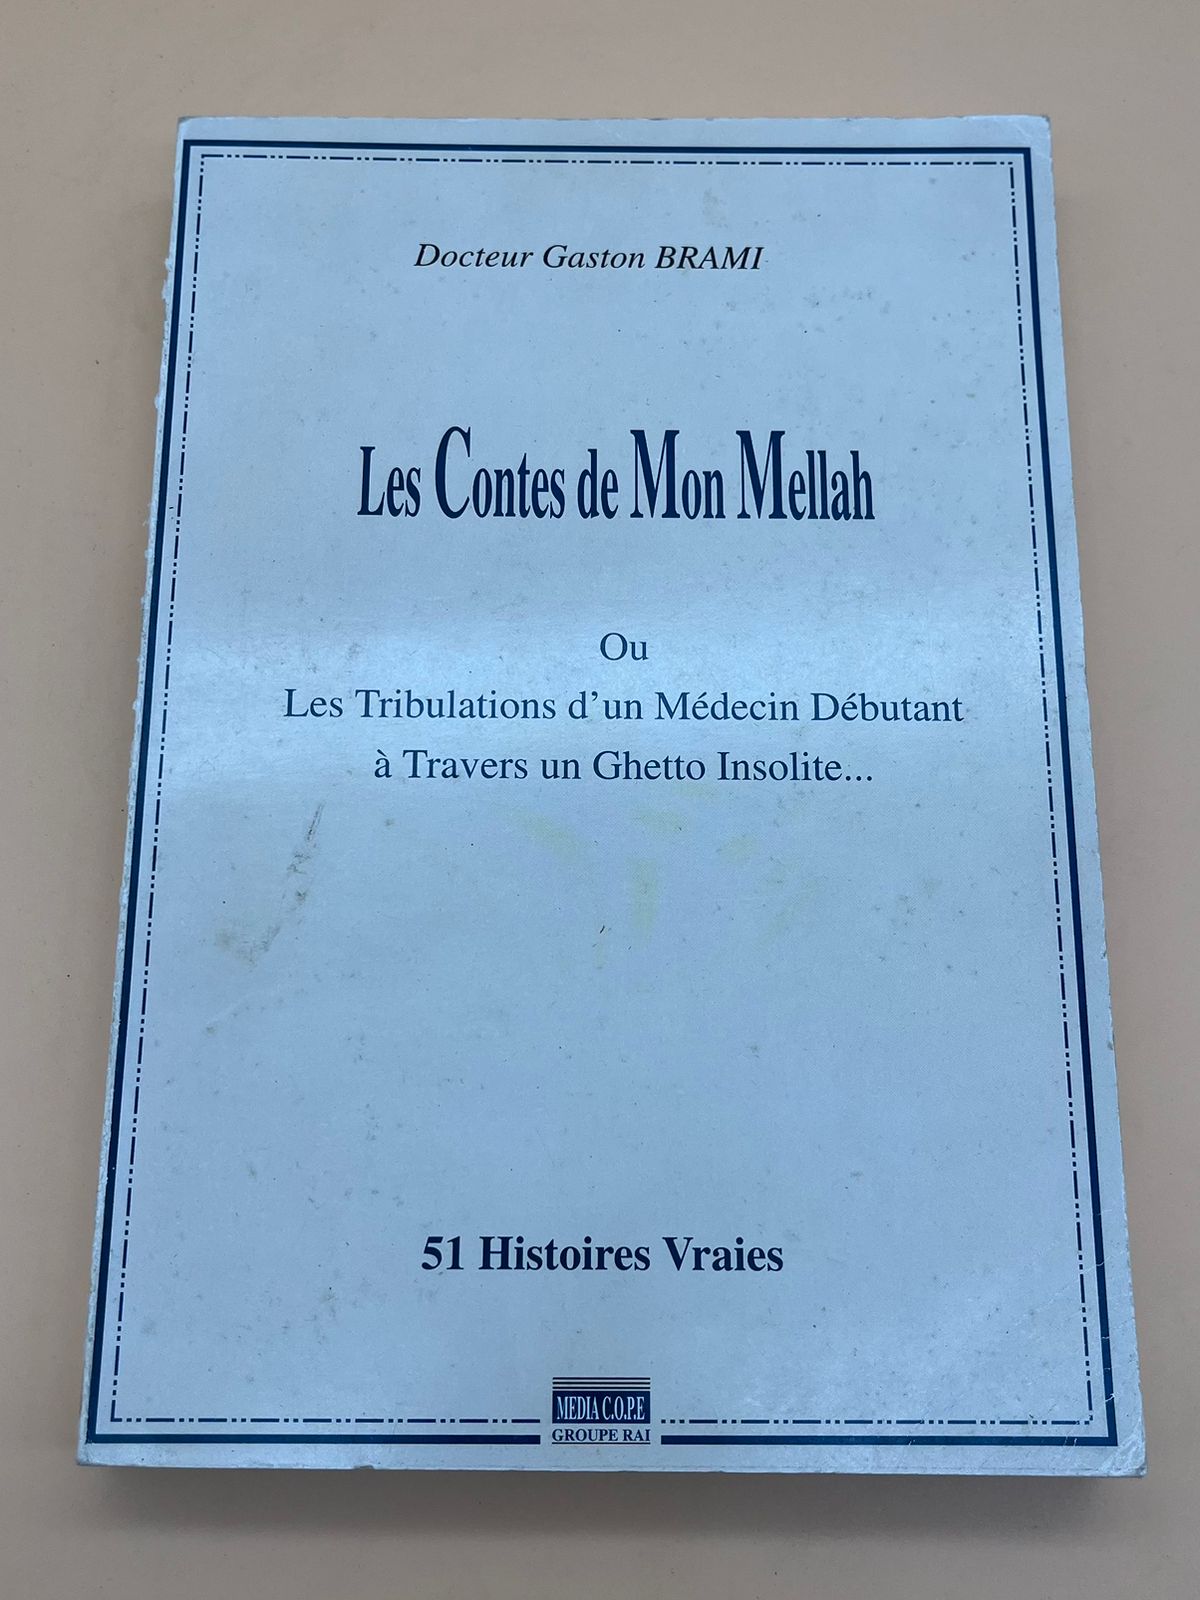 Docteur Gaston BRAMI
Les Contes de Mon Mellah
Ou
Les Tribulations d'un Médecin Débutant
à Travers un Ghetto Insolite...
51 Histoires Vraies
MEDIA C.O.P.E
GROUPE RAI